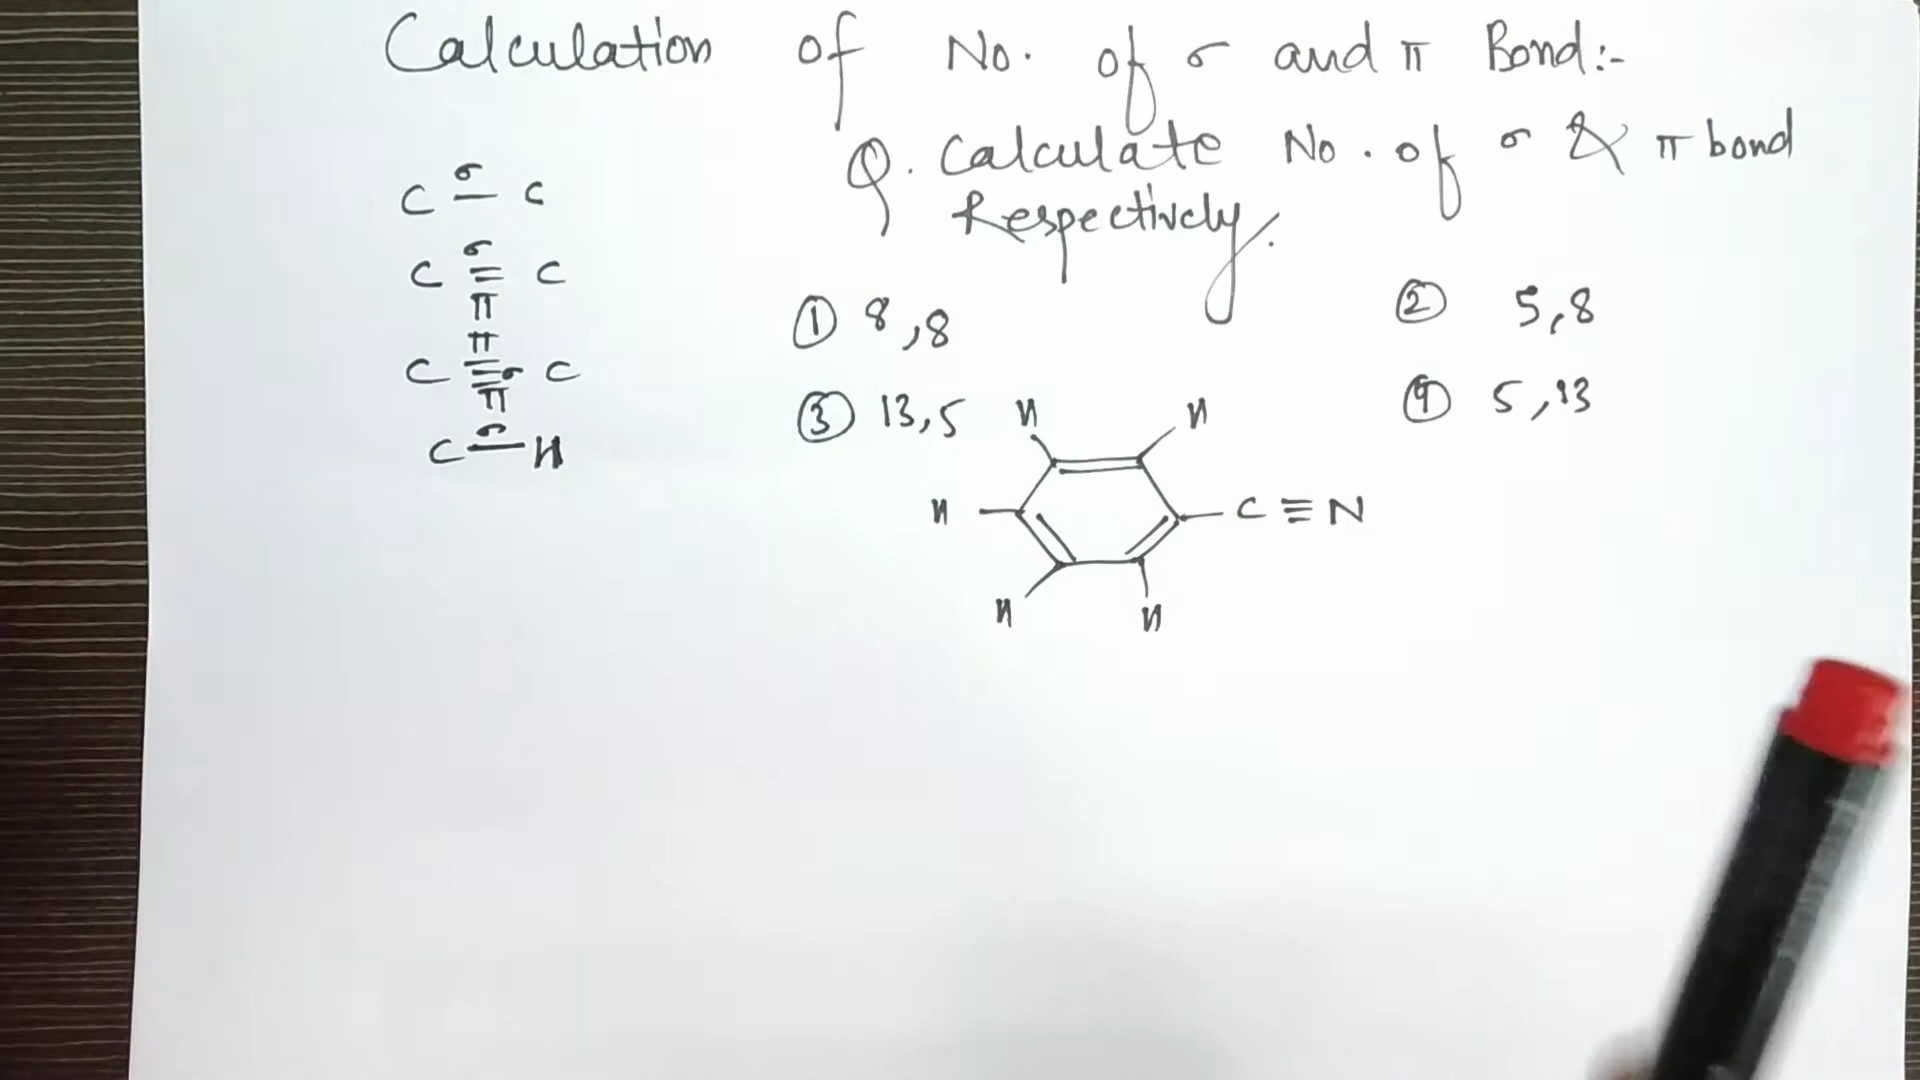 Calculation of No. of σ and π Bond:-
Q. Calculate No. of σ & π bond
Respectively.
σ
C — C
σ
C = C
π
π
C ≡ σ C
π
σ
C — H
① 8,8
② 5,8
③ 13,5
④ 5,13
H H
H C ≡ N
H H